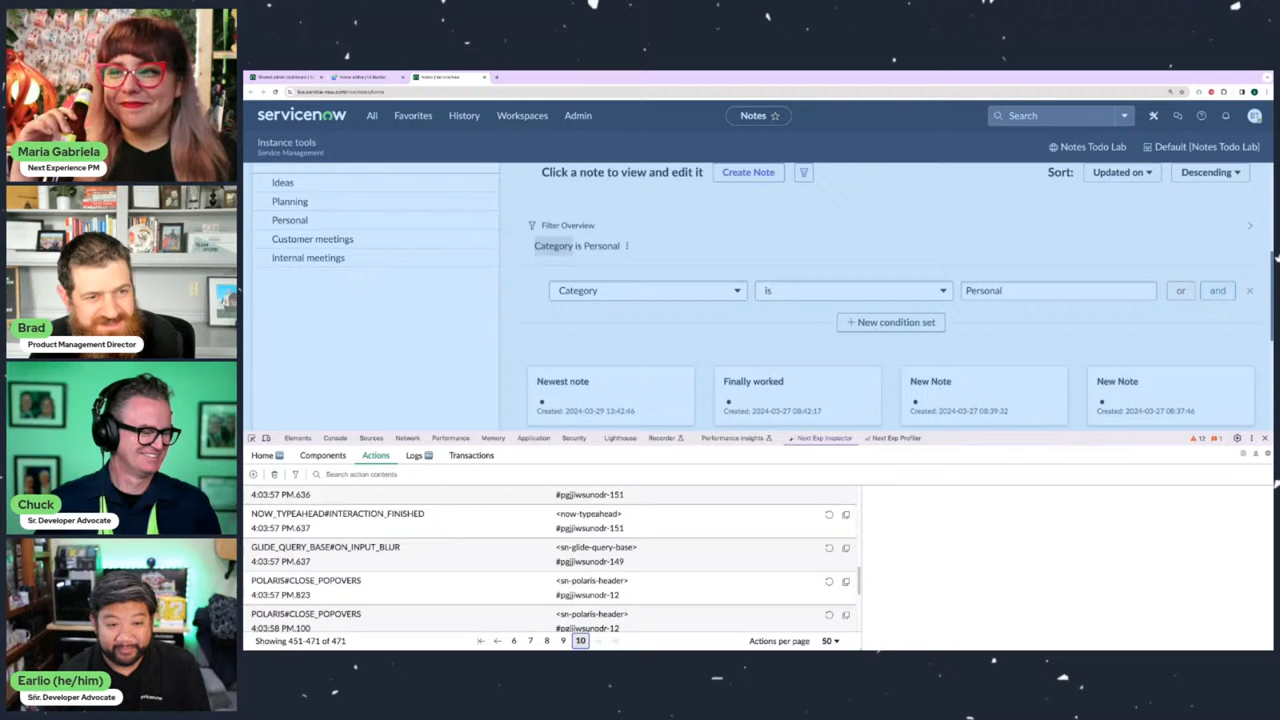 Maria Gabriela
Next Experience PM
Brad
Product Management Director
Chuck
Sr. Developer Advocate
Earlio (he/him)
Sñr. Developer Advocate
servicenow
All
Favorites
History
Workspaces
Admin
Notes
Search
Instance tools
Service Management
Notes Todo Lab
Default [Notes Todo Lab]
Ideas
Planning
Personal
Customer meetings
Internal meetings
Click a note to view and edit it
Create Note
Sort:
Updated on
Descending
Filter Overview
Category is Personal
Category
is
Personal
or
and
+ New condition set
Newest note
Created: 2024-03-29 13:42:46
Finally worked
Created: 2024-03-27 08:42:17
New Note
Created: 2024-03-27 08:39:32
New Note
Created: 2024-03-27 08:37:46
Elements
Console
Sources
Network
Performance
Memory
Application
Security
Lighthouse
Recorder
Performance insights
Next Exp Inspector
Next Exp Profiler
12
1
Home
Components
Actions
Logs
Transactions
Search action contents
4:03:57 PM.636
#pgjjiwsunodr-151
NOW_TYPEAHEAD#INTERACTION_FINISHED
<now-typeahead>
4:03:57 PM.637
#pgjjiwsunodr-151
GLIDE_QUERY_BASE#ON_INPUT_BLUR
<sn-glide-query-base>
4:03:57 PM.637
#pgjjiwsunodr-149
POLARIS#CLOSE_POPOVERS
<sn-polaris-header>
4:03:57 PM.823
#pgjjiwsunodr-12
POLARIS#CLOSE_POPOVERS
<sn-polaris-header>
4:03:58 PM.100
#pgjjiwsunodr-12
Showing 451-471 of 471
6 7 8 9 10
Actions per page 50